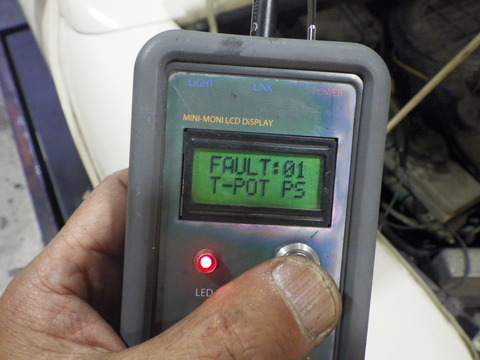 LIGHT LINK POWER
MINI-MONI LCD DiSPLAY
FAULT:01
T-POT PS
LED